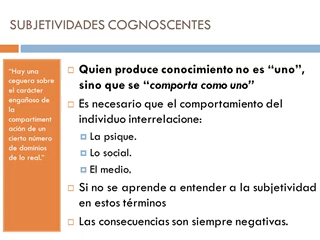 SUBJETIVIDADES COGNOSCENTES
“Hay una
ceguera sobre
el carácter
engañoso de
la
compartiment
ación de un
cierto número
de dominios
de lo real.”
Quien produce conocimiento no es “uno”,
sino que se “comporta como uno”
Es necesario que el comportamiento del
individuo interrelacione:
La psique.
Lo social.
El medio.
Si no se aprende a entender a la subjetividad
en estos términos
Las consecuencias son siempre negativas.